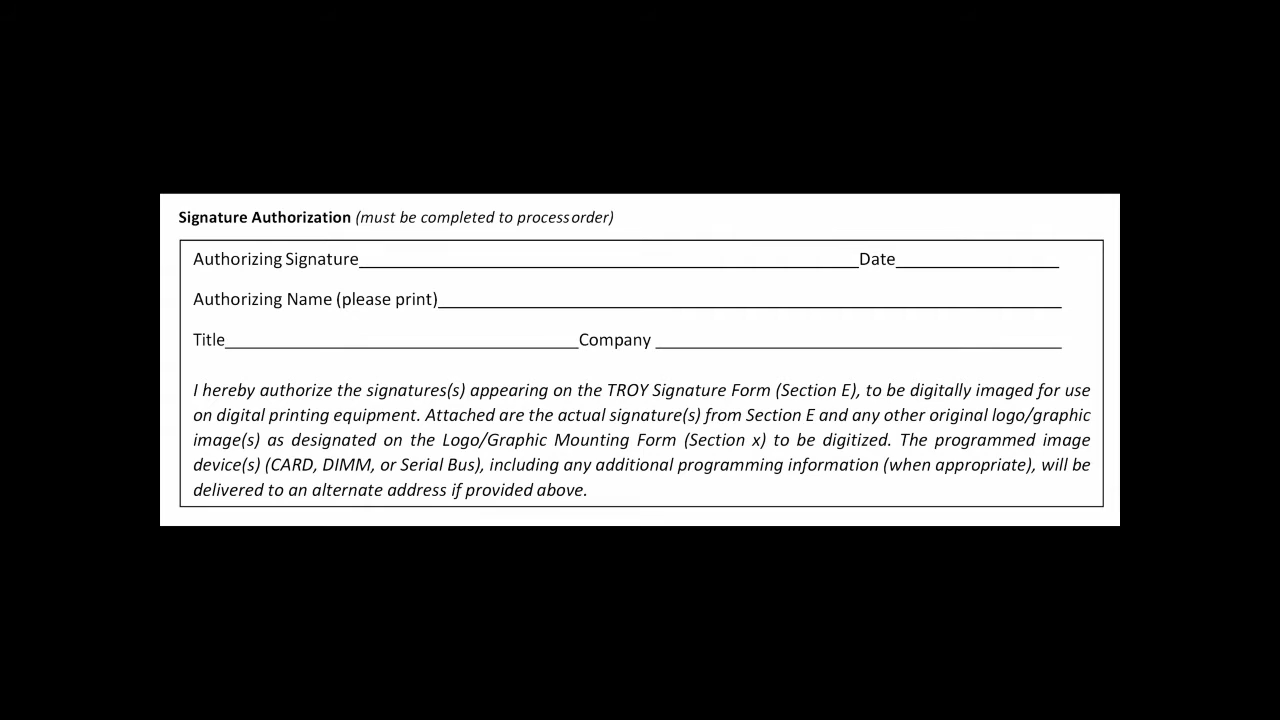 Signature Authorization (must be completed to process order)
Authorizing Signature Date
Authorizing Name (please print)
Title Company
I hereby authorize the signatures(s) appearing on the TROY Signature Form (Section E), to be digitally imaged for use
on digital printing equipment. Attached are the actual signature(s) from Section E and any other original logo/graphic
image(s) as designated on the Logo/Graphic Mounting Form (Section x) to be digitized. The programmed image
device(s) (CARD, DIMM, or Serial Bus), including any additional programming information (when appropriate), will be
delivered to an alternate address if provided above.